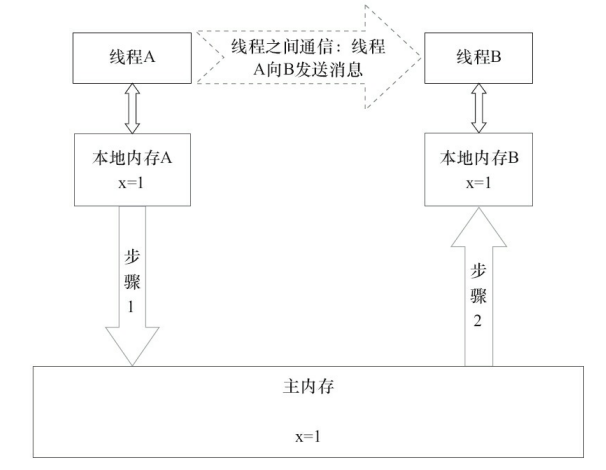 线程A
线程之间通信：线程
A向B发送消息
线程B
本地内存A
x=1
本地内存B
x=1
步
骤
1
步
骤
2
主内存
x=1